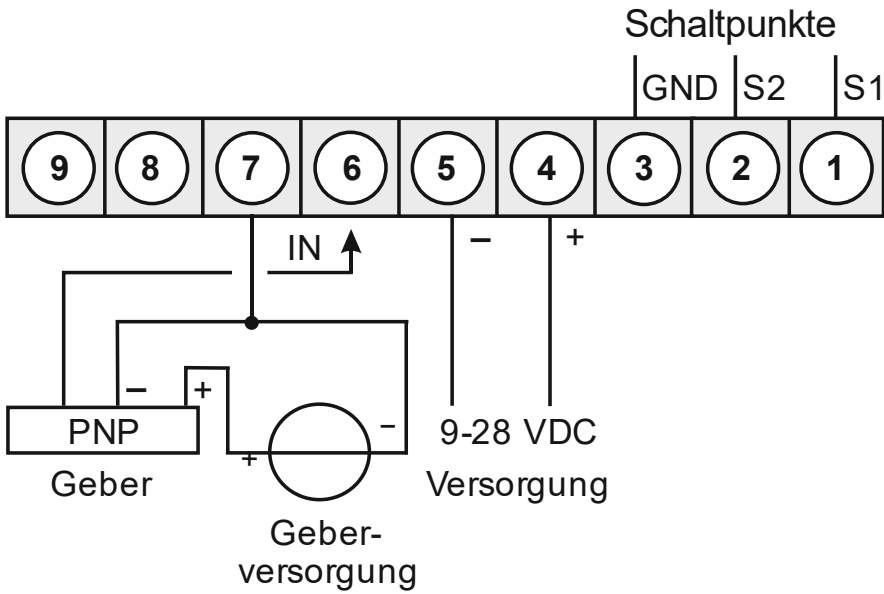 Schaltpunkte
GND S2 S1
9 8 7 6 5 4 3 2 1
IN – +
– +
PNP + – 9-28 VDC
Geber Versorgung
Geber-
versorgung